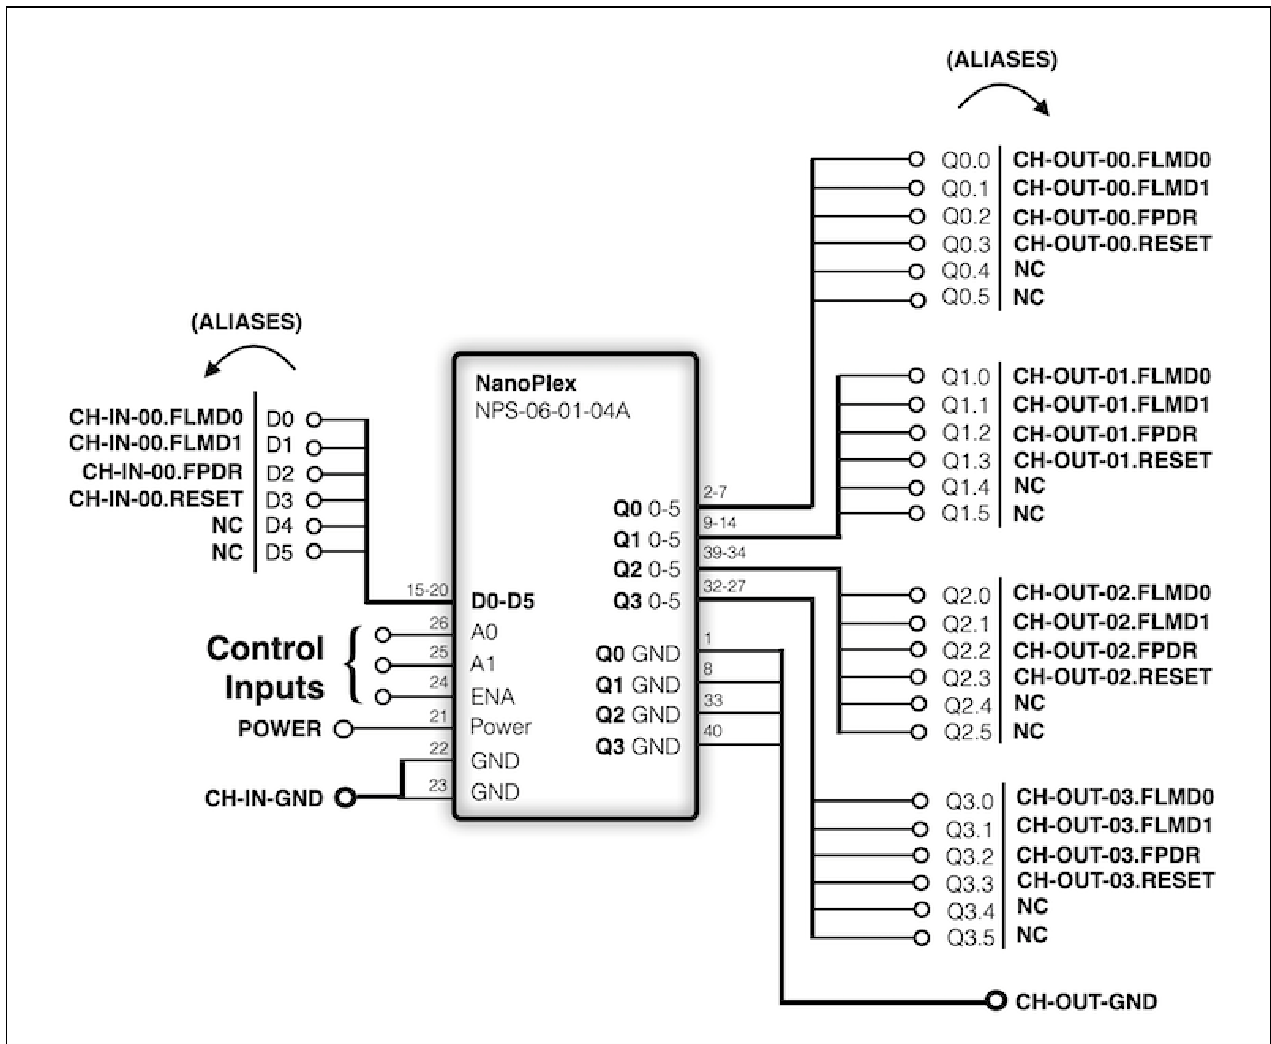 (ALIASES)
Q0.0 CH-OUT-00.FLMD0
Q0.1 CH-OUT-00.FLMD1
Q0.2 CH-OUT-00.FPDR
Q0.3 CH-OUT-00.RESET
Q0.4 NC
Q0.5 NC
(ALIASES)
CH-IN-00.FLMD0 D0
CH-IN-00.FLMD1 D1
CH-IN-00.FPDR D2
CH-IN-00.RESET D3
NC D4
NC D5
NanoPlex
NPS-06-01-04A
Q1.0 CH-OUT-01.FLMD0
Q1.1 CH-OUT-01.FLMD1
Q1.2 CH-OUT-01.FPDR
Q1.3 CH-OUT-01.RESET
Q1.4 NC
Q1.5 NC
Q0 0-5 2-7
Q1 0-5 9-14
Q2 0-5 39-34
Q3 0-5 32-27
15-20 D0-D5
26 A0
25 A1
24 ENA
Control
Inputs
POWER 21 Power
22 GND
CH-IN-GND 23 GND
Q0 GND 1
Q1 GND 8
Q2 GND 33
Q3 GND 40
Q2.0 CH-OUT-02.FLMD0
Q2.1 CH-OUT-02.FLMD1
Q2.2 CH-OUT-02.FPDR
Q2.3 CH-OUT-02.RESET
Q2.4 NC
Q2.5 NC
Q3.0 CH-OUT-03.FLMD0
Q3.1 CH-OUT-03.FLMD1
Q3.2 CH-OUT-03.FPDR
Q3.3 CH-OUT-03.RESET
Q3.4 NC
Q3.5 NC
CH-OUT-GND